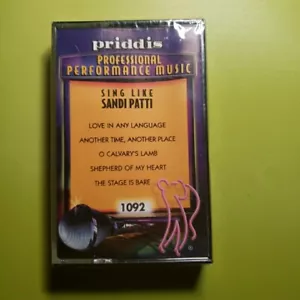 priddis
PROFESSIONAL
PERFORMANCE MUSIC
SING LIKE
SANDI PATTI
LOVE IN ANY LANGUAGE
ANOTHER TIME, ANOTHER PLACE
O CALVARY'S LAMB
SHEPHERD OF MY HEART
THE STAGE IS BARE
1092